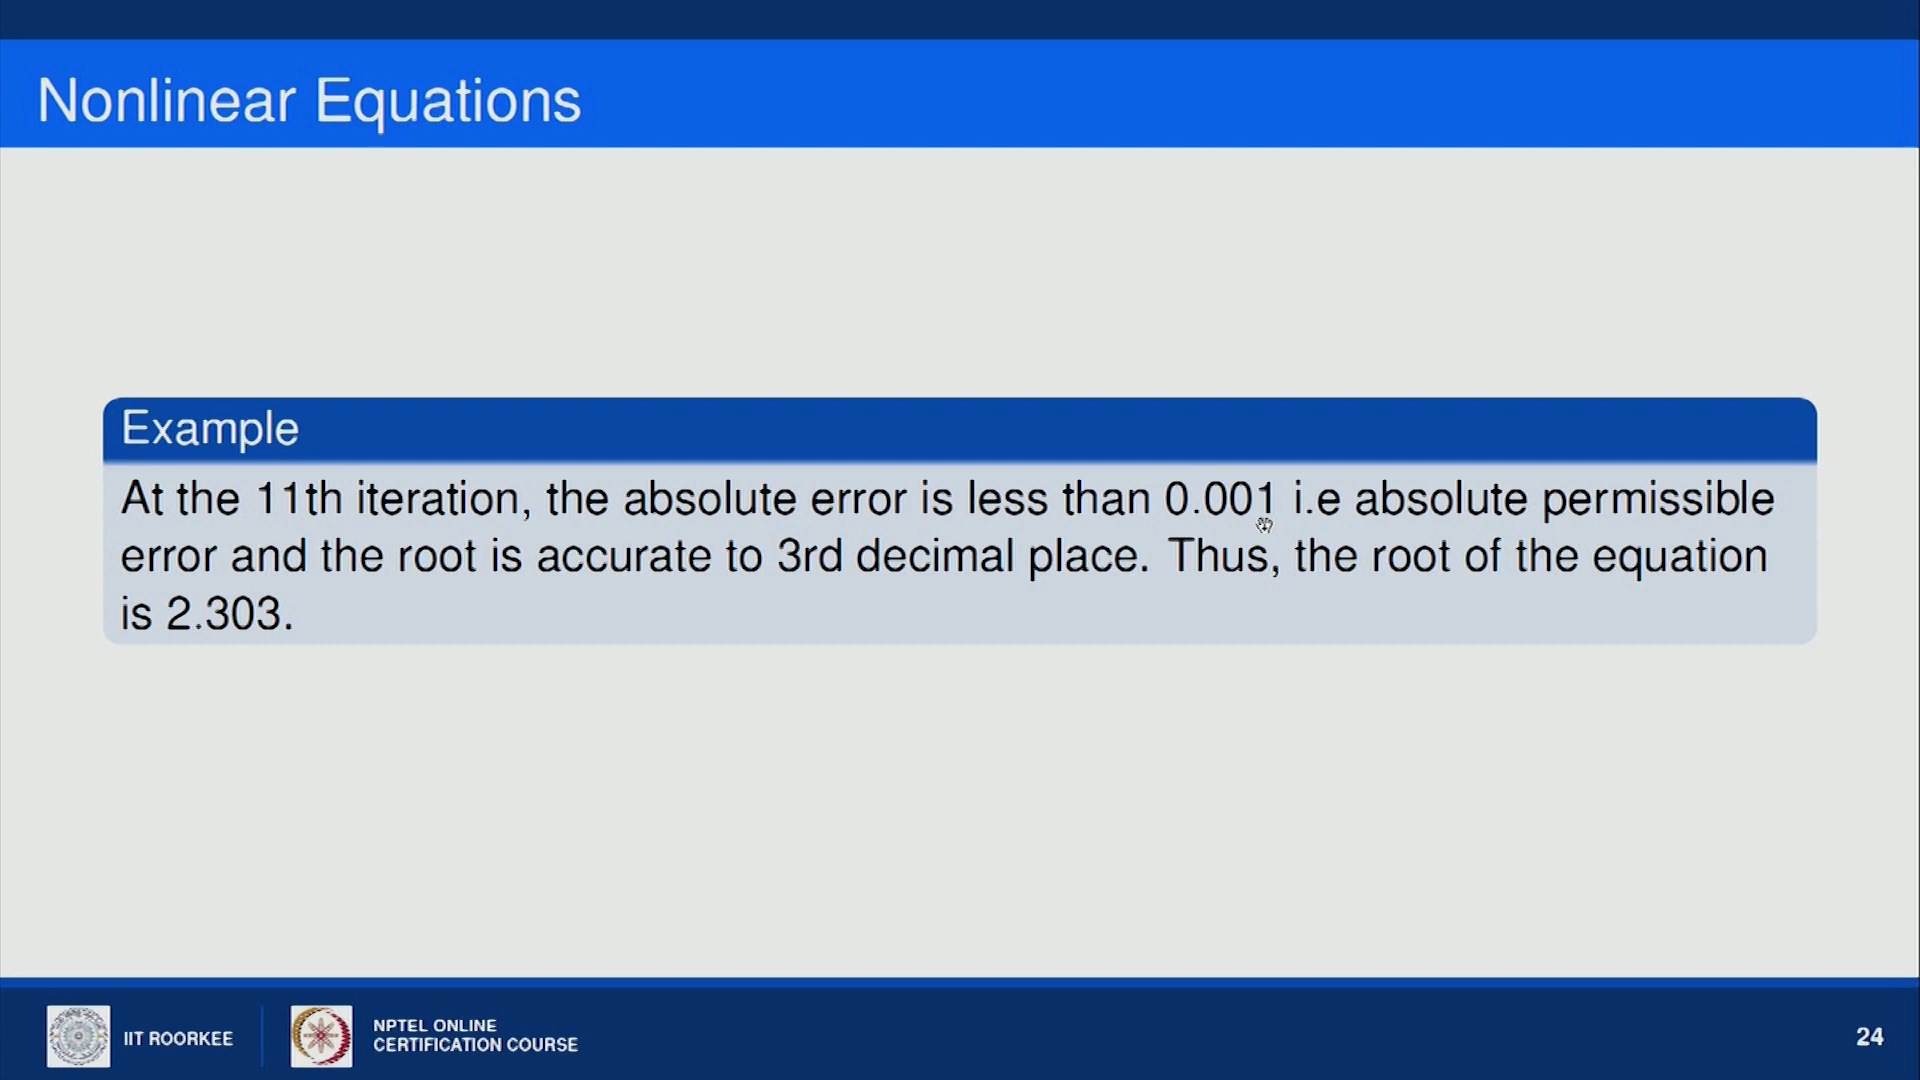 Nonlinear Equations
Example
At the 11th iteration, the absolute error is less than 0.001 i.e absolute permissible
error and the root is accurate to 3rd decimal place. Thus, the root of the equation
is 2.303.
IIT ROORKEE
NPTEL ONLINE
CERTIFICATION COURSE
24